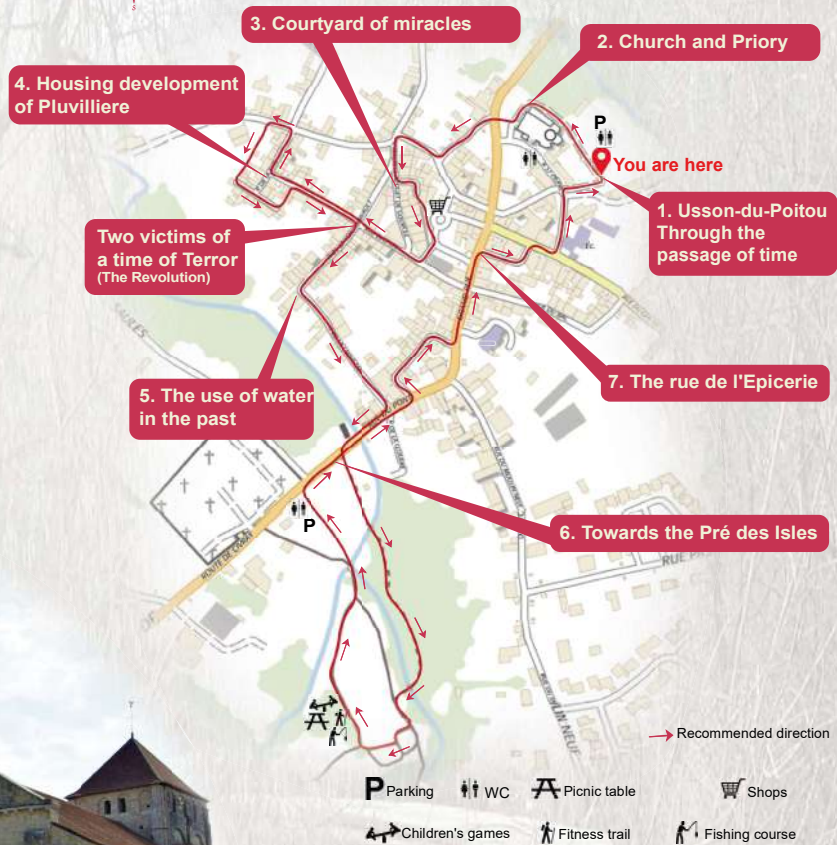 3. Courtyard of miracles
2. Church and Priory
4. Housing development
of Pluvilliere
P
You are here
1. Usson-du-Poitou
Through the
passage of time
Two victims of
a time of Terror
(The Revolution)
5. The use of water
in the past
7. The rue de l'Epicerie
6. Towards the Pré des Isles
P
ROUTE DE CIVRAY
Recommended direction
P Parking
WC
Picnic table
Shops
Children's games
Fitness trail
Fishing course